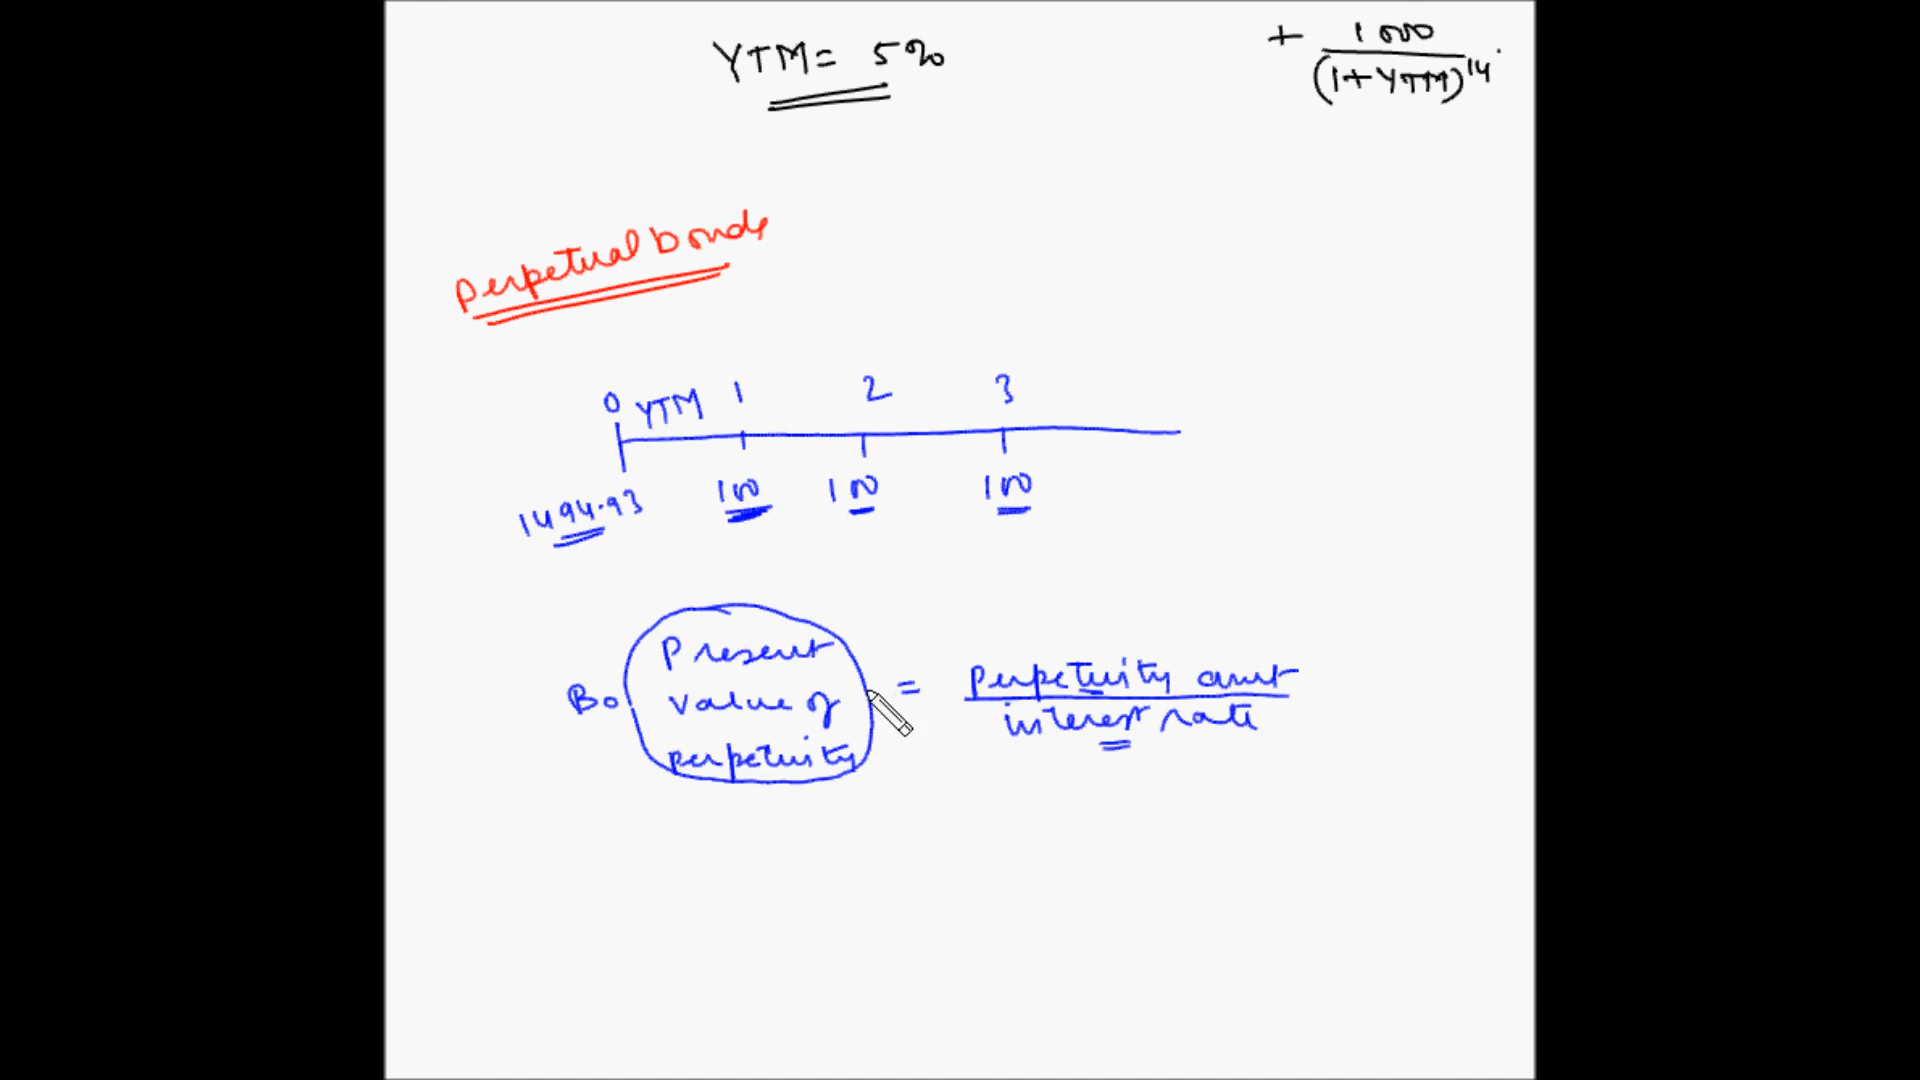 YTM = 5%
+ 1000
(1+YTM)^14
Perpetual bonds
0 YTM 1 2 3
1494.93 100 100 100
B0 Present value of perpetuity = perpetuity amt
interest rate